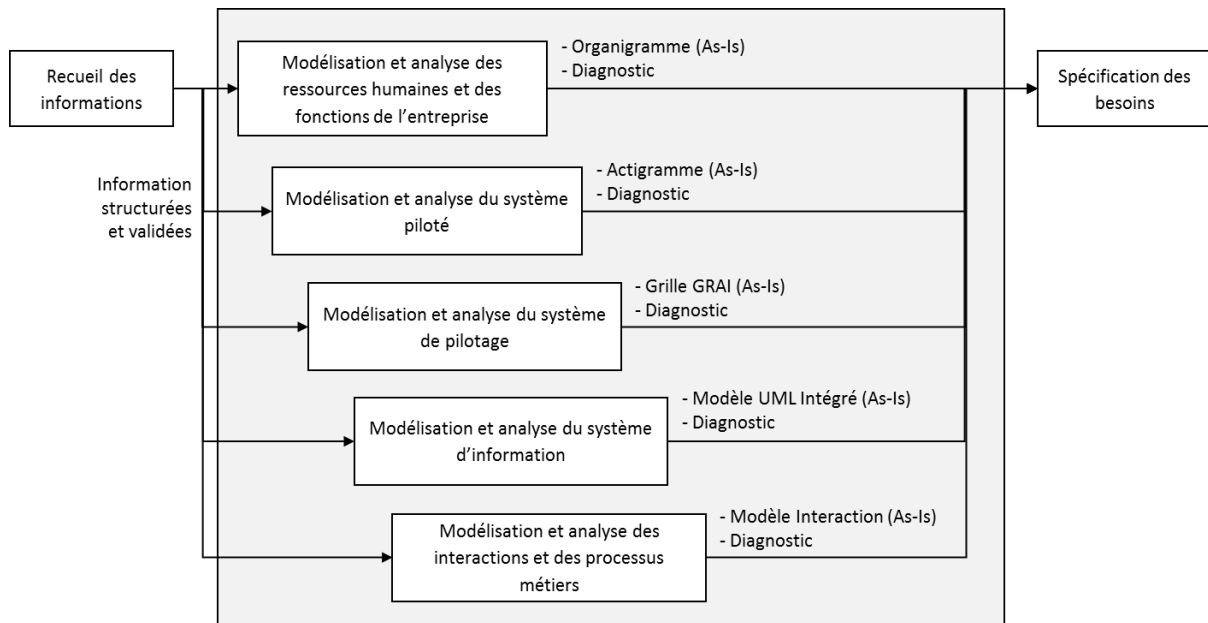 Recueil des
informations
Modélisation et analyse des
ressources humaines et des
fonctions de l’entreprise
- Organigramme (As-Is)
- Diagnostic
Spécification des
besoins
Information
structurées
et validées
Modélisation et analyse du système
piloté
- Actigramme (As-Is)
- Diagnostic
Modélisation et analyse du système
de pilotage
- Grille GRAI (As-Is)
- Diagnostic
Modélisation et analyse du système
d’information
- Modèle UML Intégré (As-Is)
- Diagnostic
Modélisation et analyse des
interactions et des processus
métiers
- Modèle Interaction (As-Is)
- Diagnostic